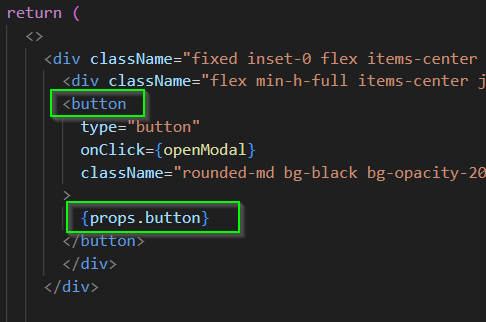 return (
<>
<div className="fixed inset-0 flex items-center
<div className="flex min-h-full items-center j
<button
type="button"
onClick={openModal}
className="rounded-md bg-black bg-opacity-20
>
{props.button}
</button>
</div>
</div>